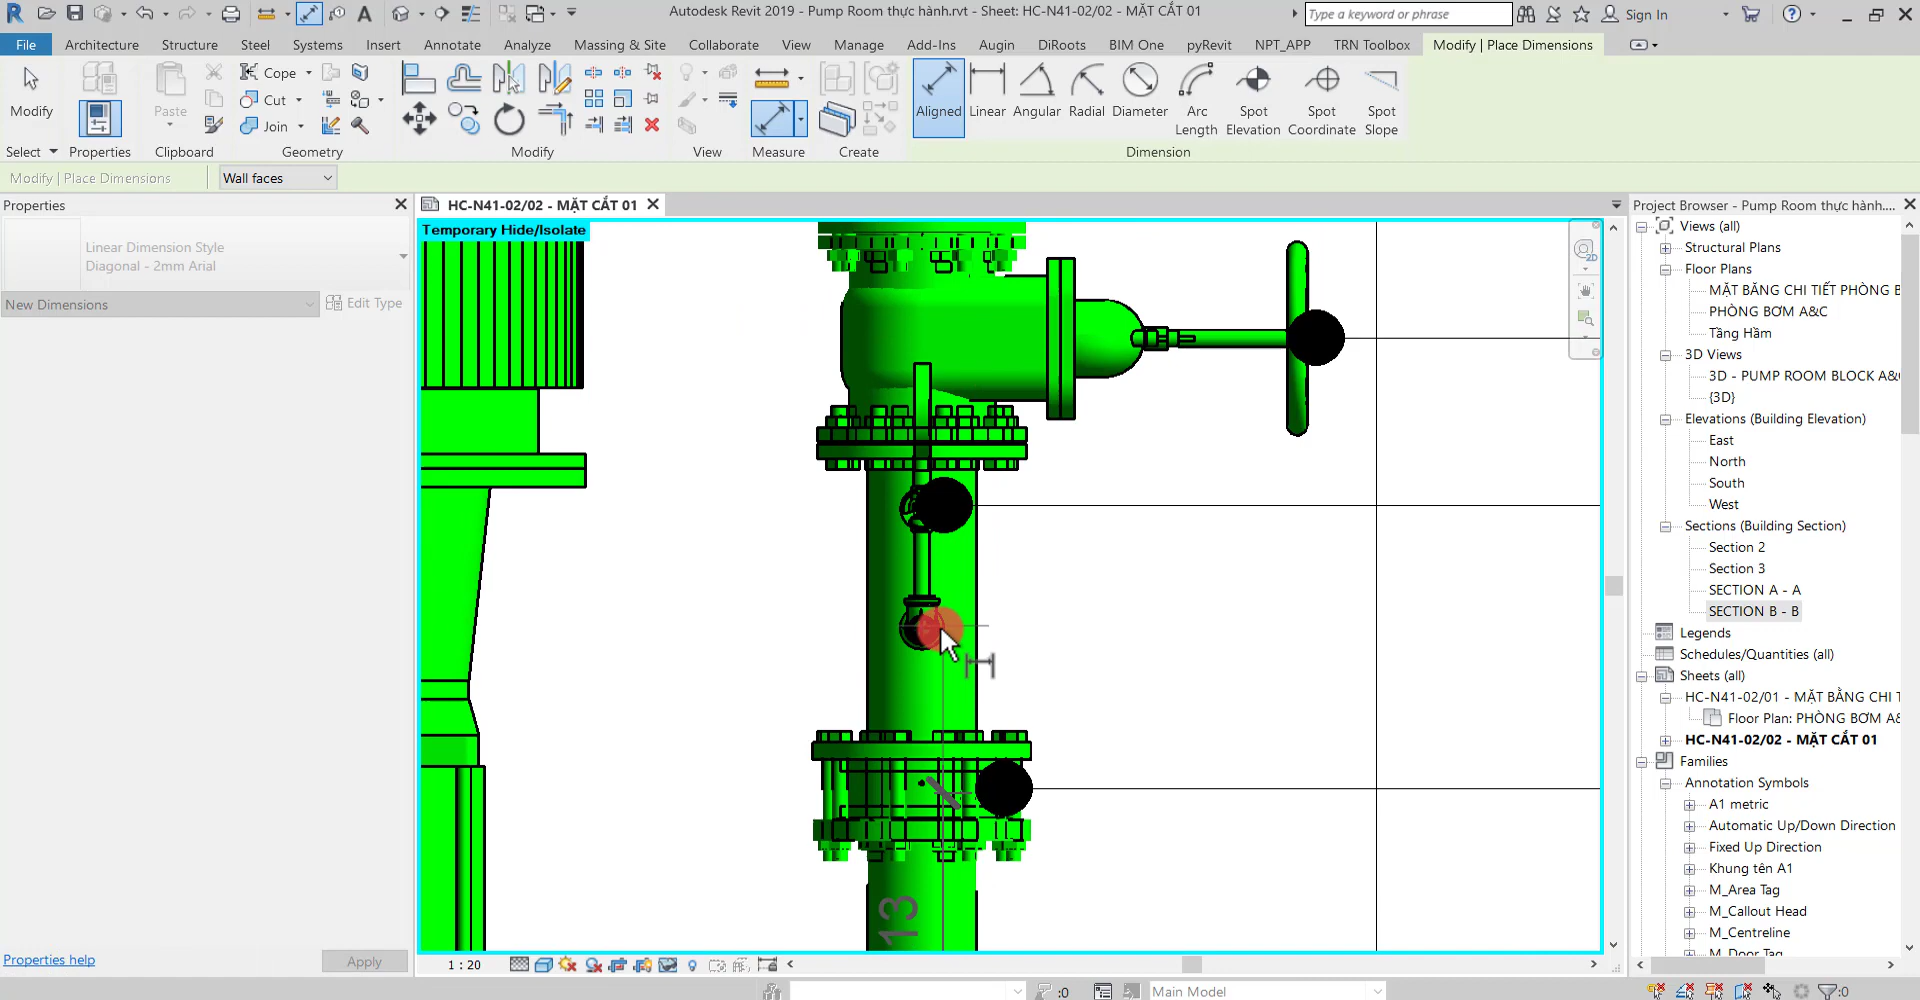 Autodesk Revit 2019 - Pump Room thực hành.rvt - Sheet: HC-N41-02/02 - MẶT CẮT 01
Type a keyword or phrase
Sign In
File
Architecture
Structure
Steel
Systems
Insert
Annotate
Analyze
Massing & Site
Collaborate
View
Manage
Add-Ins
Augin
DiRoots
BIM One
pyRevit
NPT_APP
TRN Toolbox
Modify | Place Dimensions
Modify
Paste
Cope
Cut
Join
Aligned
Linear
Angular
Radial
Diameter
Arc Length
Spot Elevation
Spot Coordinate
Spot Slope
Select
Properties
Clipboard
Geometry
Modify
View
Measure
Create
Dimension
Modify | Place Dimensions
Wall faces
Properties
Linear Dimension Style
Diagonal - 2mm Arial
New Dimensions
Edit Type
Properties help
Apply
HC-N41-02/02 - MẶT CẮT 01
Temporary Hide/Isolate
13
2D
1 : 20
:0
Main Model
:0
Project Browser - Pump Room thực hành....
Views (all)
Structural Plans
Floor Plans
MẶT BẰNG CHI TIẾT PHÒNG B
PHÒNG BƠM A&C
Tầng Hầm
3D Views
3D - PUMP ROOM BLOCK A&
{3D}
Elevations (Building Elevation)
East
North
South
West
Sections (Building Section)
Section 2
Section 3
SECTION A - A
SECTION B - B
Legends
Schedules/Quantities (all)
Sheets (all)
HC-N41-02/01 - MẶT BẰNG CHI T
Floor Plan: PHÒNG BƠM A&
HC-N41-02/02 - MẶT CẮT 01
Families
Annotation Symbols
A1 metric
Automatic Up/Down Direction
Fixed Up Direction
Khung tên A1
M_Area Tag
M_Callout Head
M_Centreline
M_Door Tag